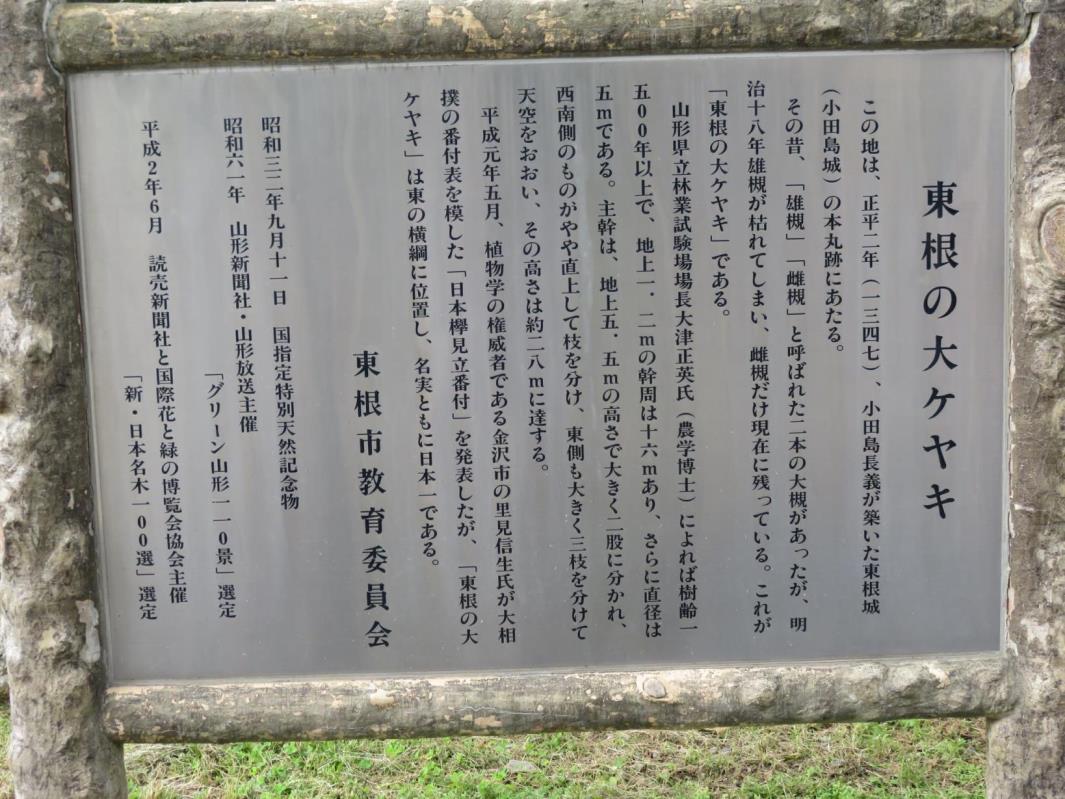 東根の大ケヤキ
この地は、正平二年（一三四七）、小田島長義が築いた東根城
（小田島城）の本丸跡にあたる。
その昔、「雄槻」「雌槻」と呼ばれた二本の大槻があったが、明
治十八年雄槻が枯れてしまい、雌槻だけ現在に残っている。これが
「東根の大ケヤキ」である。
山形県立林業試験場場長大津正英氏（農学博士）によれば樹齢一
五００年以上で、地上一．二mの幹周は十六mあり、さらに直径は
五mである。主幹は、地上五．五mの高さで大きく二股に分かれ、
西南側のものがやや直上して枝を分け、東側も大きく三枝を分けて
天空をおおい、その高さは約二八mに達する。
平成元年五月、植物学の権威者である金沢市の里見信生氏が大相
撲の番付表を模した「日本欅見立番付」を発表したが、「東根の大
ケヤキ」は東の横綱に位置し、名実ともに日本一である。
東根市教育委員会
昭和三二年九月十一日　国指定特別天然記念物
昭和六一年　山形新聞社・山形放送主催
「グリーン山形一一０景」選定
平成２年６月　読売新聞社と国際花と緑の博覧会協会主催
「新・日本名木一００選」選定